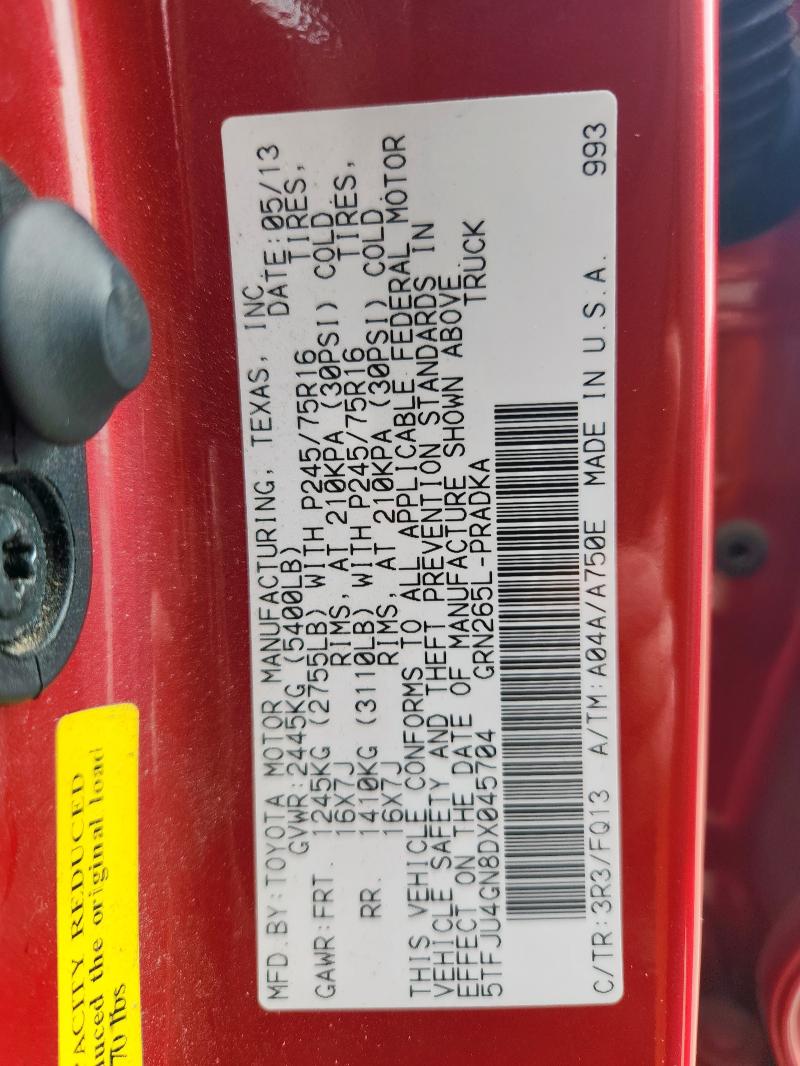 MFD.BY:TOYOTA MOTOR MANUFACTURING, TEXAS, INC.
GVWR:2445KG (5400LB) DATE:05/13
GAWR:FRT. 1245KG (2755LB) WITH P245/75R16 TIRES,
16X7J RIMS, AT 210KPA (30PSI) COLD
RR. 1410KG (3110LB) WITH P245/75R16 TIRES,
16X7J RIMS, AT 210KPA (30PSI) COLD
THIS VEHICLE CONFORMS TO ALL APPLICABLE FEDERAL MOTOR
VEHICLE SAFETY AND THEFT PREVENTION STANDARDS IN
EFFECT ON THE DATE OF MANUFACTURE SHOWN ABOVE.
5TFJU4GN8DX045704 GRN265L-PRADKA TRUCK
C/TR:3R3/FQ13 A/TM:A04A/A750E MADE IN U.S.A. 993
ACITY REDUCED
uced the original load
70 lbs